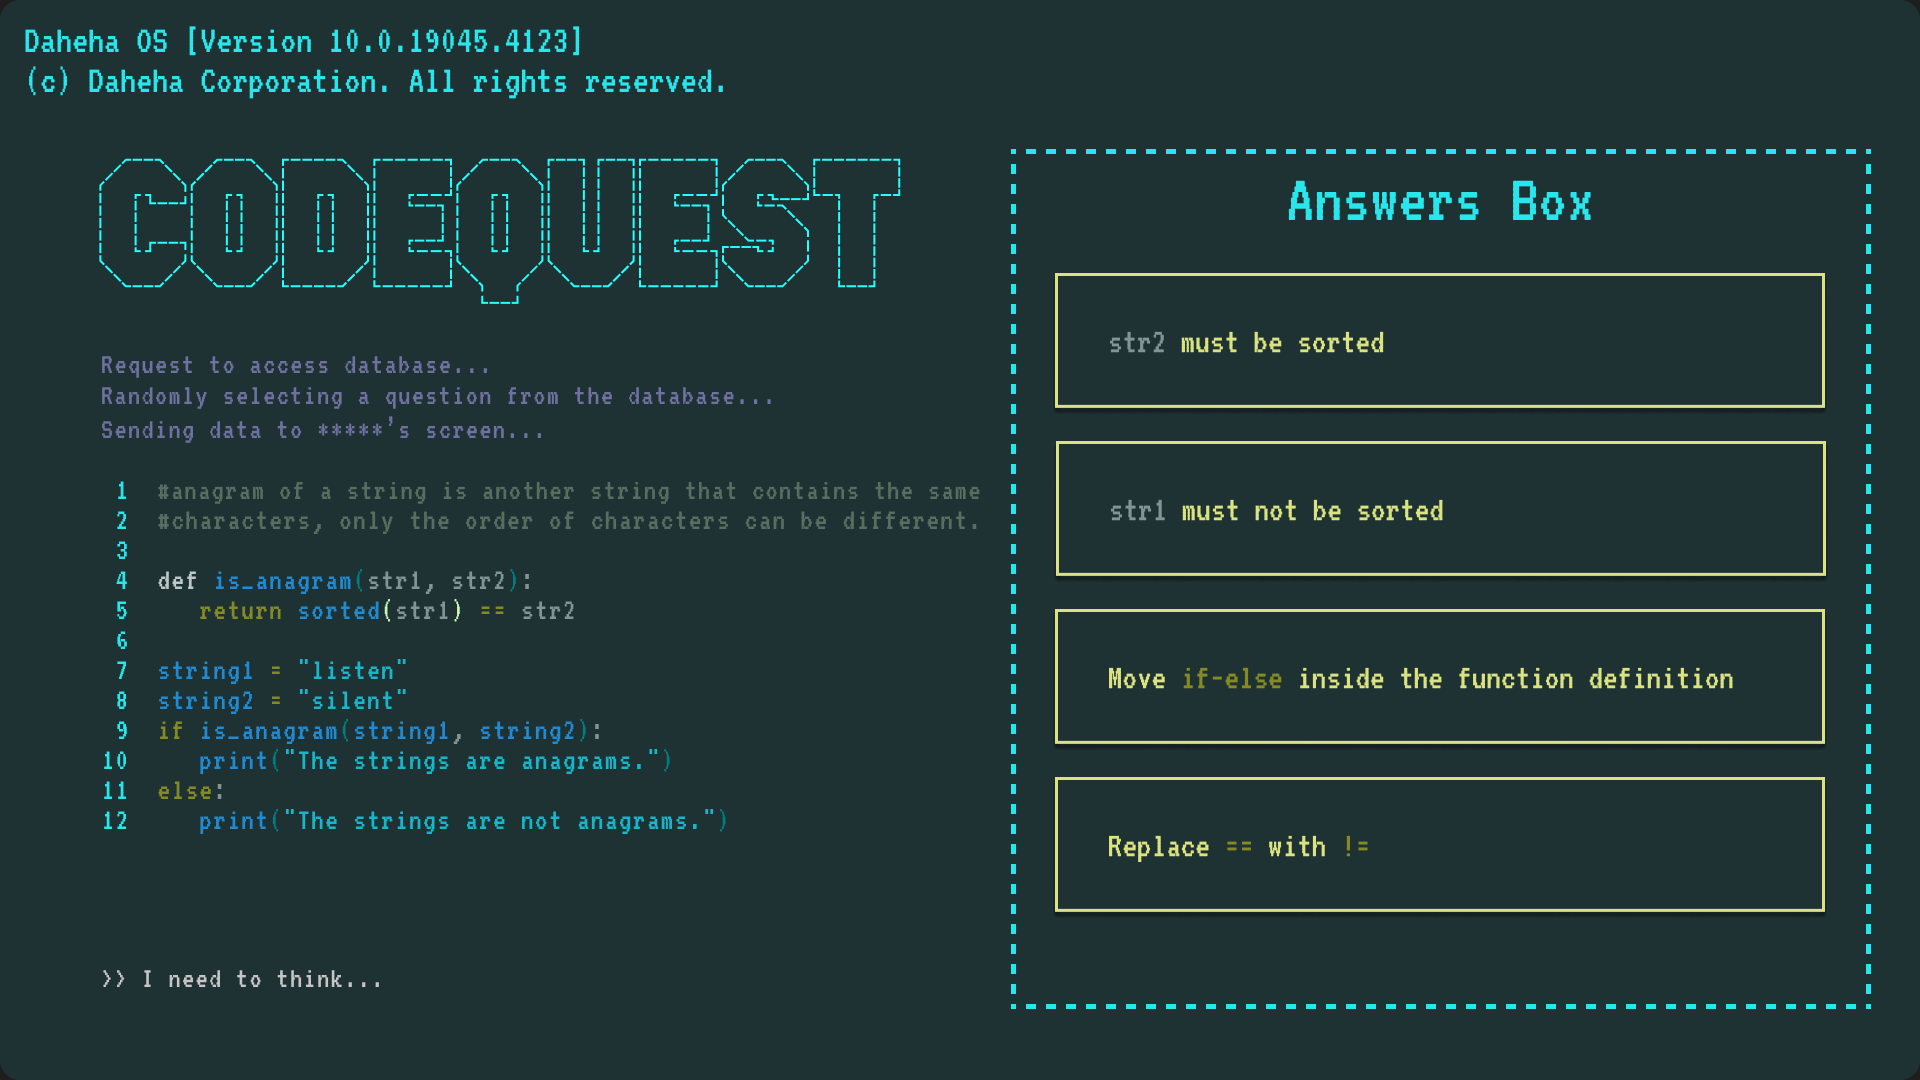 Daheha OS [Version 10.0.19045.4123]
(c) Daheha Corporation. All rights reserved.
CODEQUEST
Request to access database...
Randomly selecting a question from the database...
Sending data to *****'s screen...
1 #anagram of a string is another string that contains the same
2 #characters, only the order of characters can be different.
3
4 def is_anagram(str1, str2):
5    return sorted(str1) == str2
6
7 string1 = "listen"
8 string2 = "silent"
9 if is_anagram(string1, string2):
10    print("The strings are anagrams.")
11 else:
12    print("The strings are not anagrams.")
>> I need to think...
Answers Box
str2 must be sorted
str1 must not be sorted
Move if-else inside the function definition
Replace == with !=